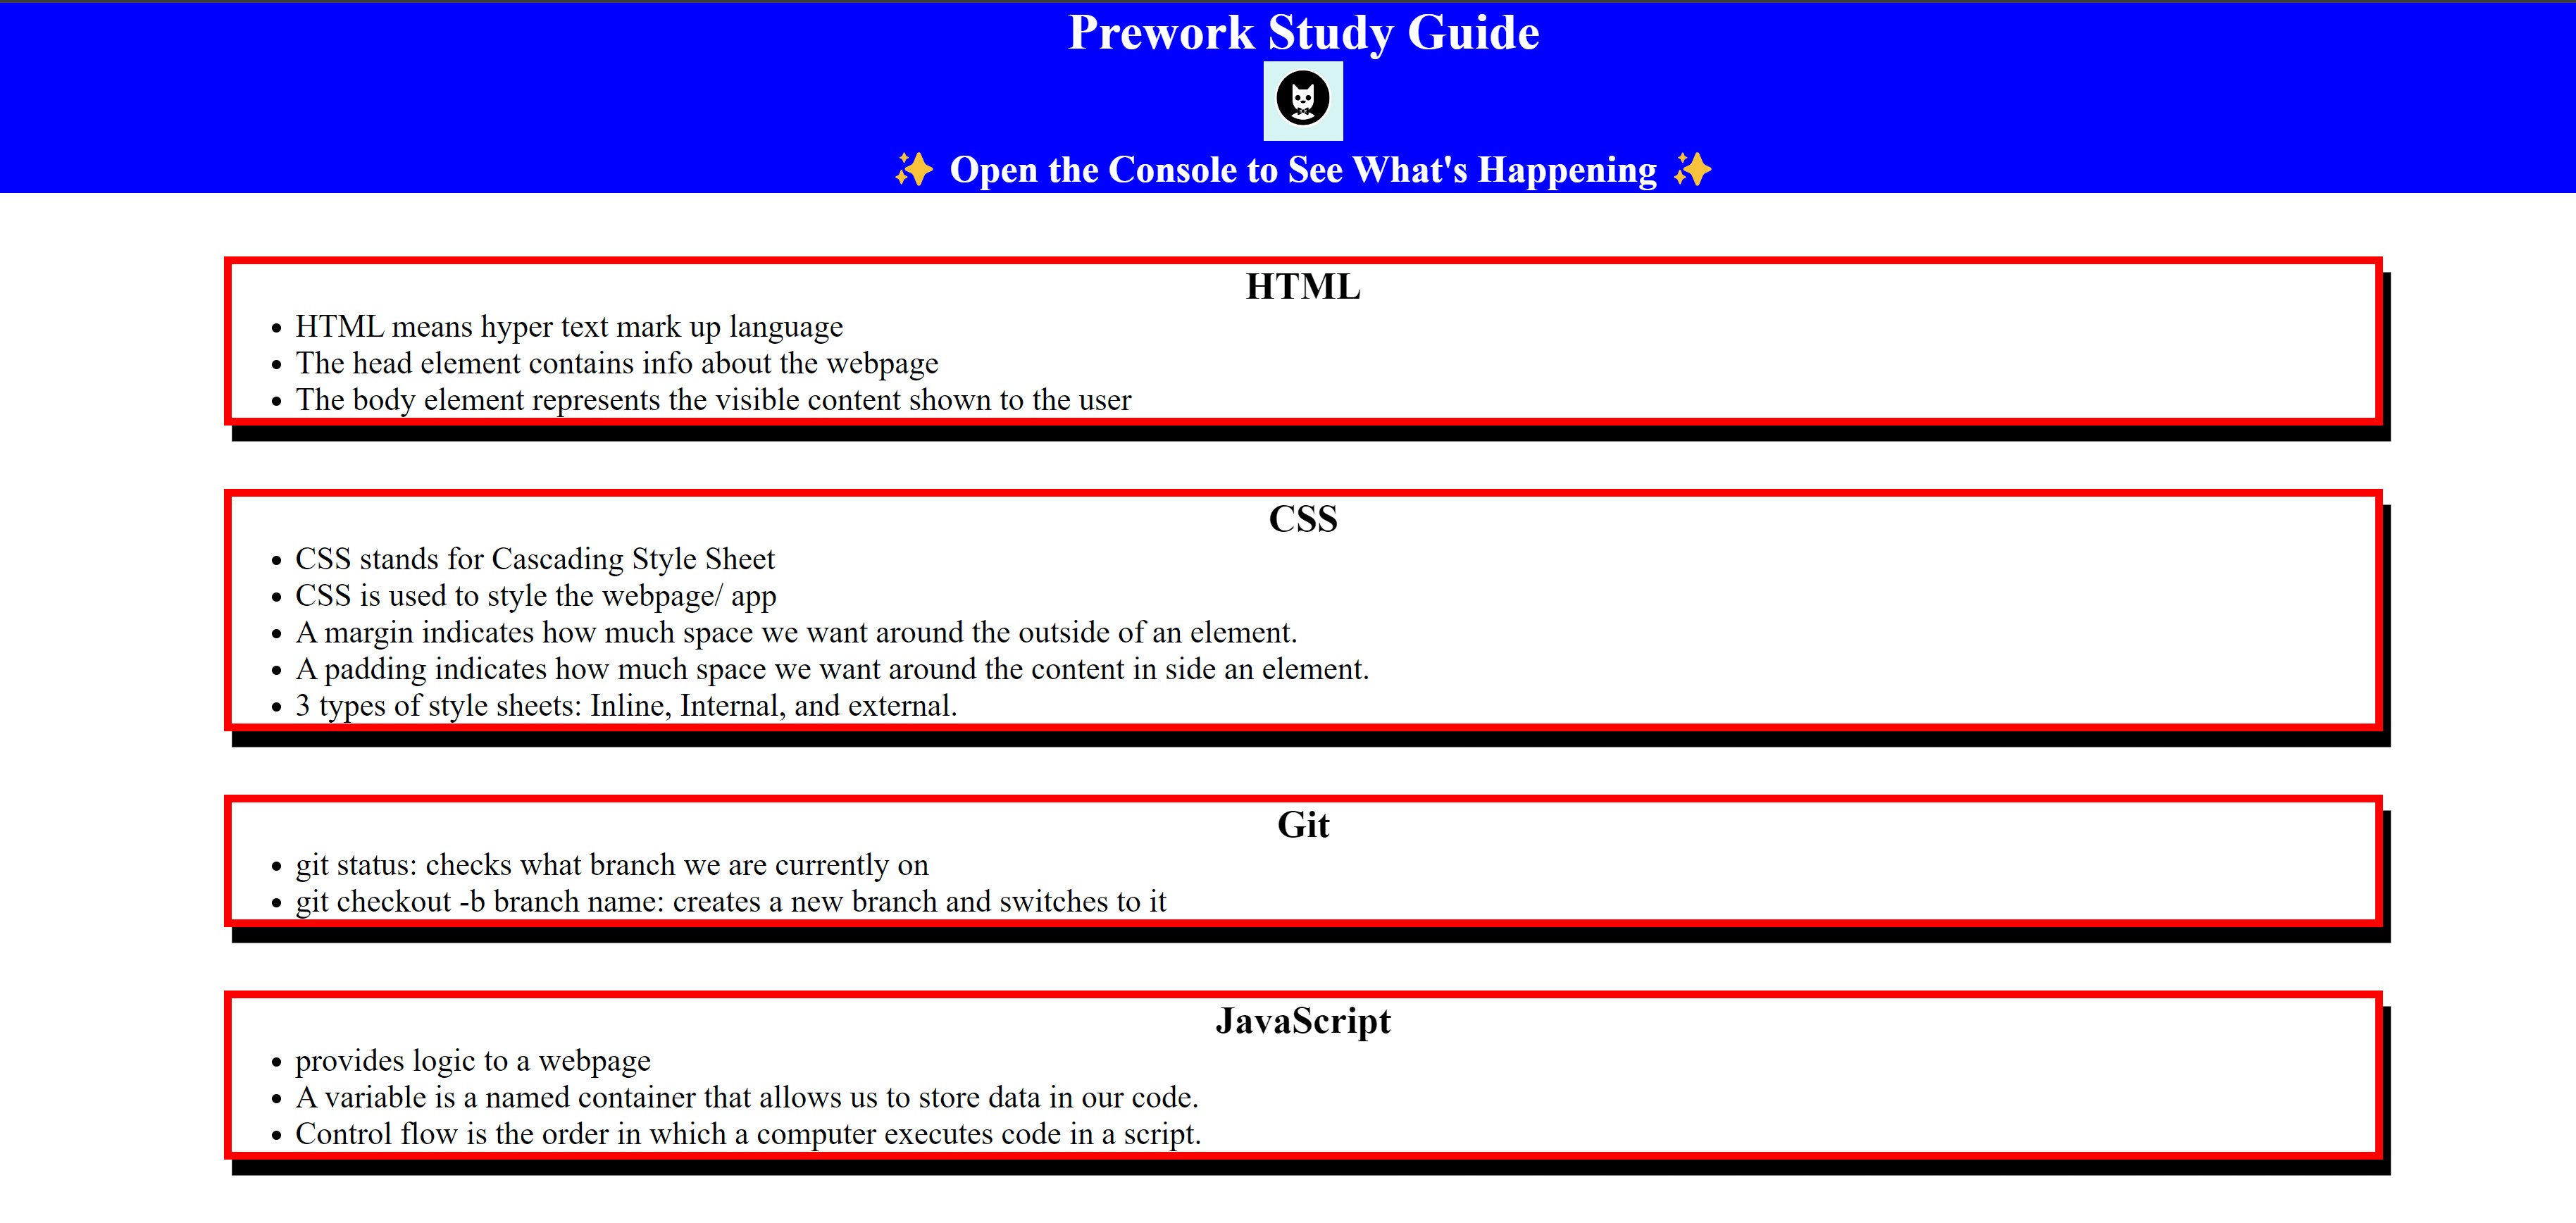 Prework Study Guide
✨ Open the Console to See What's Happening ✨
HTML
• HTML means hyper text mark up language
• The head element contains info about the webpage
• The body element represents the visible content shown to the user
CSS
• CSS stands for Cascading Style Sheet
• CSS is used to style the webpage/ app
• A margin indicates how much space we want around the outside of an element.
• A padding indicates how much space we want around the content in side an element.
• 3 types of style sheets: Inline, Internal, and external.
Git
• git status: checks what branch we are currently on
• git checkout -b branch name: creates a new branch and switches to it
JavaScript
• provides logic to a webpage
• A variable is a named container that allows us to store data in our code.
• Control flow is the order in which a computer executes code in a script.